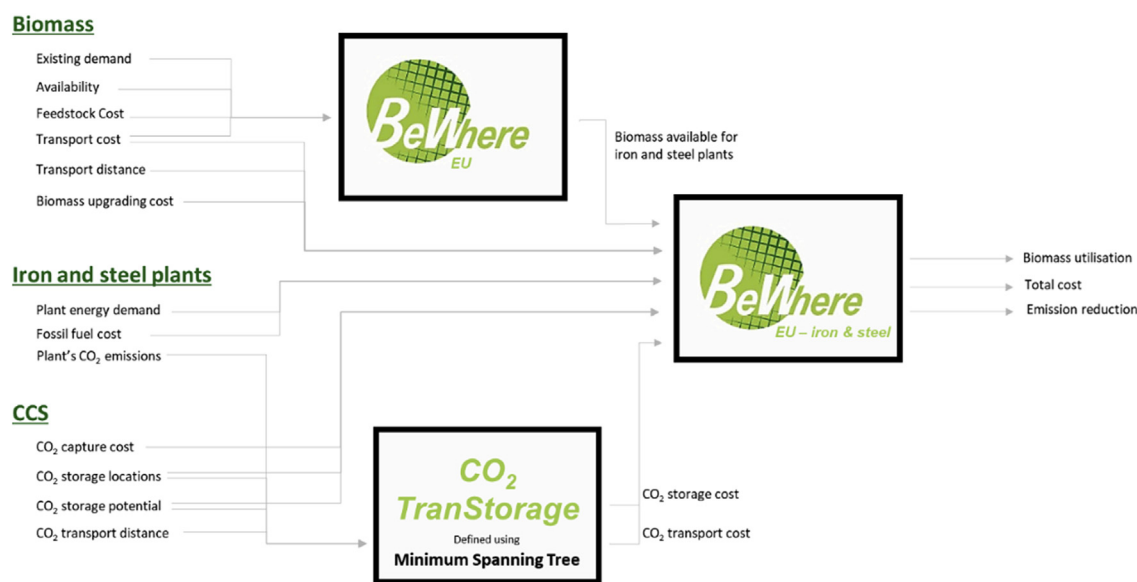 Biomass
Existing demand
Availability
Feedstock Cost
Transport cost
Transport distance
Biomass upgrading cost
BeWhere
EU
Biomass available for
iron and steel plants
Iron and steel plants
Plant energy demand
Fossil fuel cost
Plant's CO₂ emissions
BeWhere
EU – iron & steel
Biomass utilisation
Total cost
Emission reduction
CCS
CO₂ capture cost
CO₂ storage locations
CO₂ storage potential
CO₂ transport distance
CO₂
TranStorage
Defined using
Minimum Spanning Tree
CO₂ storage cost
CO₂ transport cost